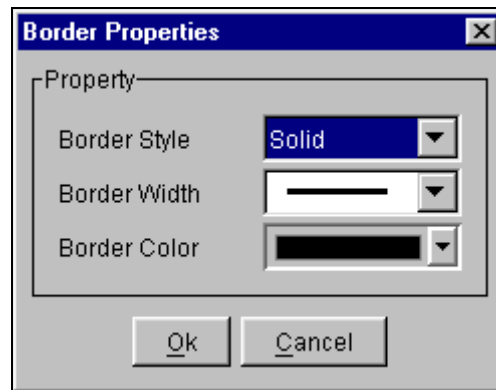 Border Properties
Property
Border Style Solid
Border Width
Border Color
Ok Cancel